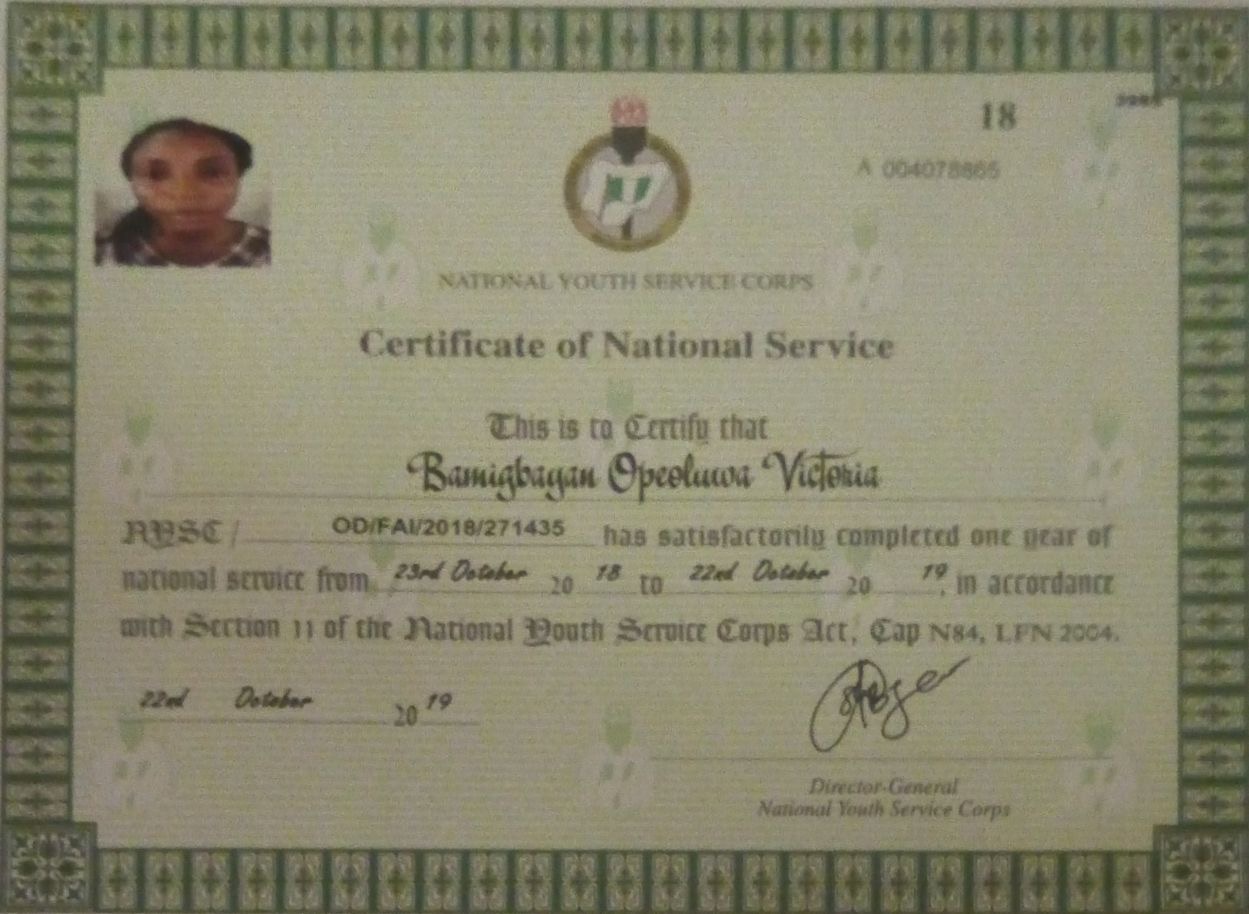 18
A 004078865
NATIONAL YOUTH SERVICE CORPS
Certificate of National Service
This is to Certify that
Bamigbayan Opeoluwa Victoria
NYSC/ OD/FAI/2018/271435 has satisfactorily completed one year of
national service from 23rd October 20 18 to 22nd October 20 19, in accordance
with Section 11 of the National Youth Service Corps Act, Cap N84, LFN 2004.
22nd October 20 19
Director-General
National Youth Service Corps